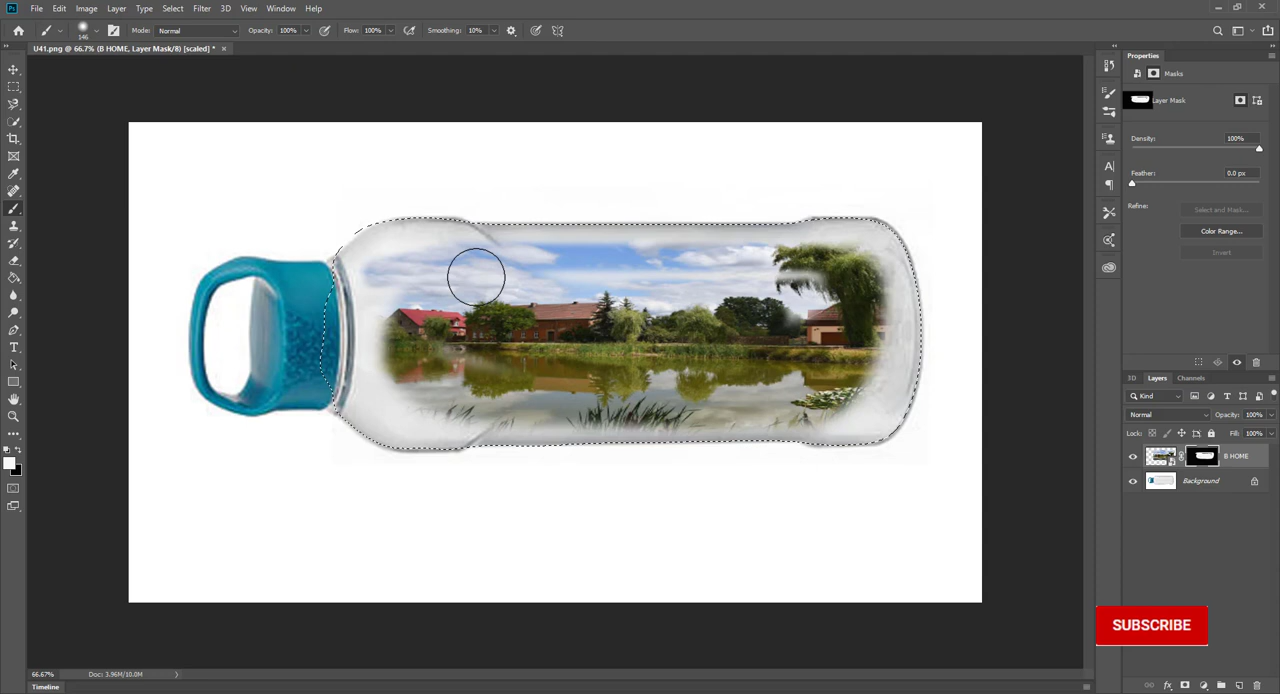 Ps File Edit Image Layer Type Select Filter 3D View Window Help
146 Mode: Normal Opacity: 100% Flow: 100% Smoothing: 10%
U41.png @ 66.7% (B HOME, Layer Mask/8) [scaled] * ×
Properties
Masks
Layer Mask
Density: 100%
Feather: 0.0 px
Refine: Select and Mask...
Color Range...
Invert
3D Layers Channels
Kind
Normal Opacity: 100%
Lock: Fill: 100%
B HOME
Background
SUBSCRIBE
66.67% Doc: 3.96M/10.0M
Timeline